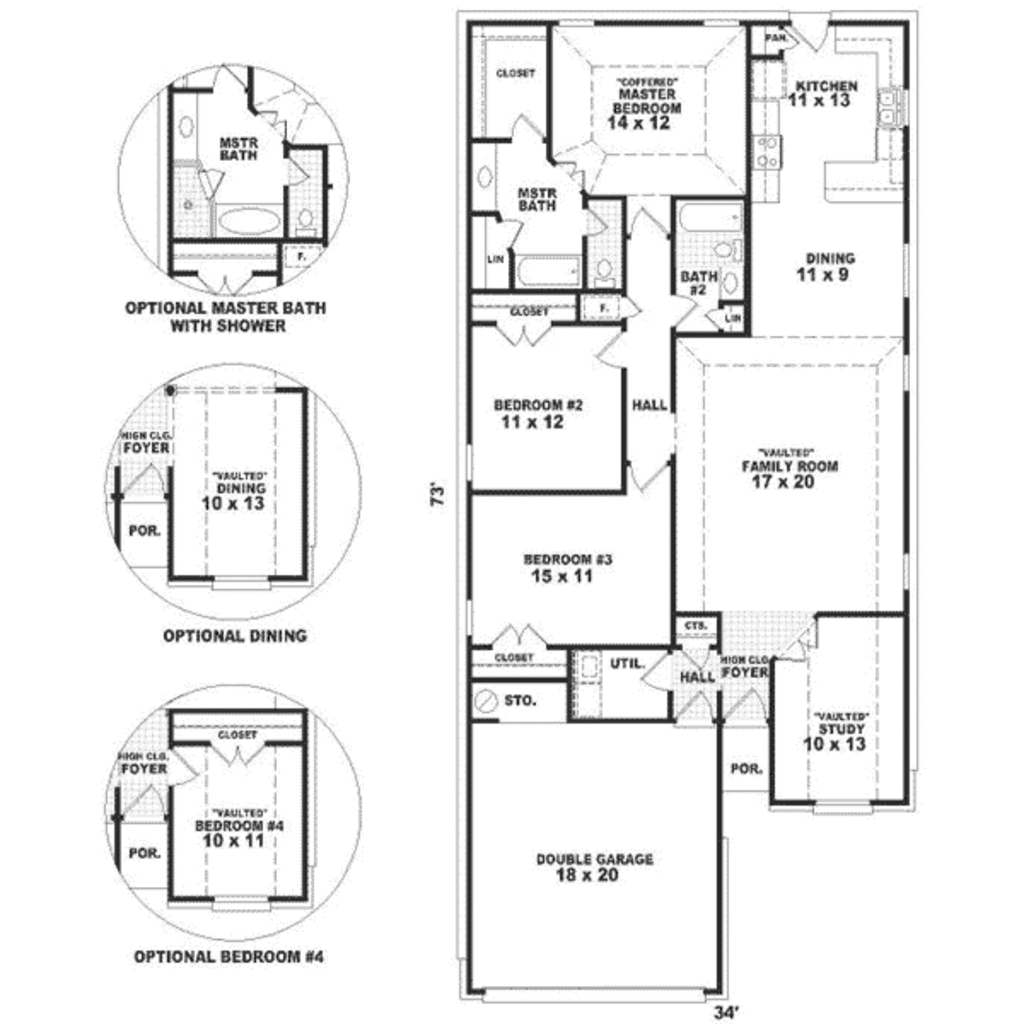 MSTR
BATH
F.
OPTIONAL MASTER BATH
WITH SHOWER
HIGH CLG.
FOYER
"VAULTED"
DINING
10 x 13
POR.
OPTIONAL DINING
CLOSET
HIGH CLG.
FOYER
"VAULTED"
BEDROOM #4
10 x 11
POR.
OPTIONAL BEDROOM #4
CLOSET
"COFFERED"
MASTER
BEDROOM
14 x 12
PAN.
KITCHEN
11 x 13
MSTR
BATH
LIN
BATH
#2
LIN
DINING
11 x 9
CLOSET
F.
BEDROOM #2
11 x 12
HALL
"VAULTED"
FAMILY ROOM
17 x 20
73'
BEDROOM #3
15 x 11
CLOSET
UTIL.
CTS.
HALL
HIGH CLG.
FOYER
STO.
"VAULTED"
STUDY
10 x 13
POR.
DOUBLE GARAGE
18 x 20
34'